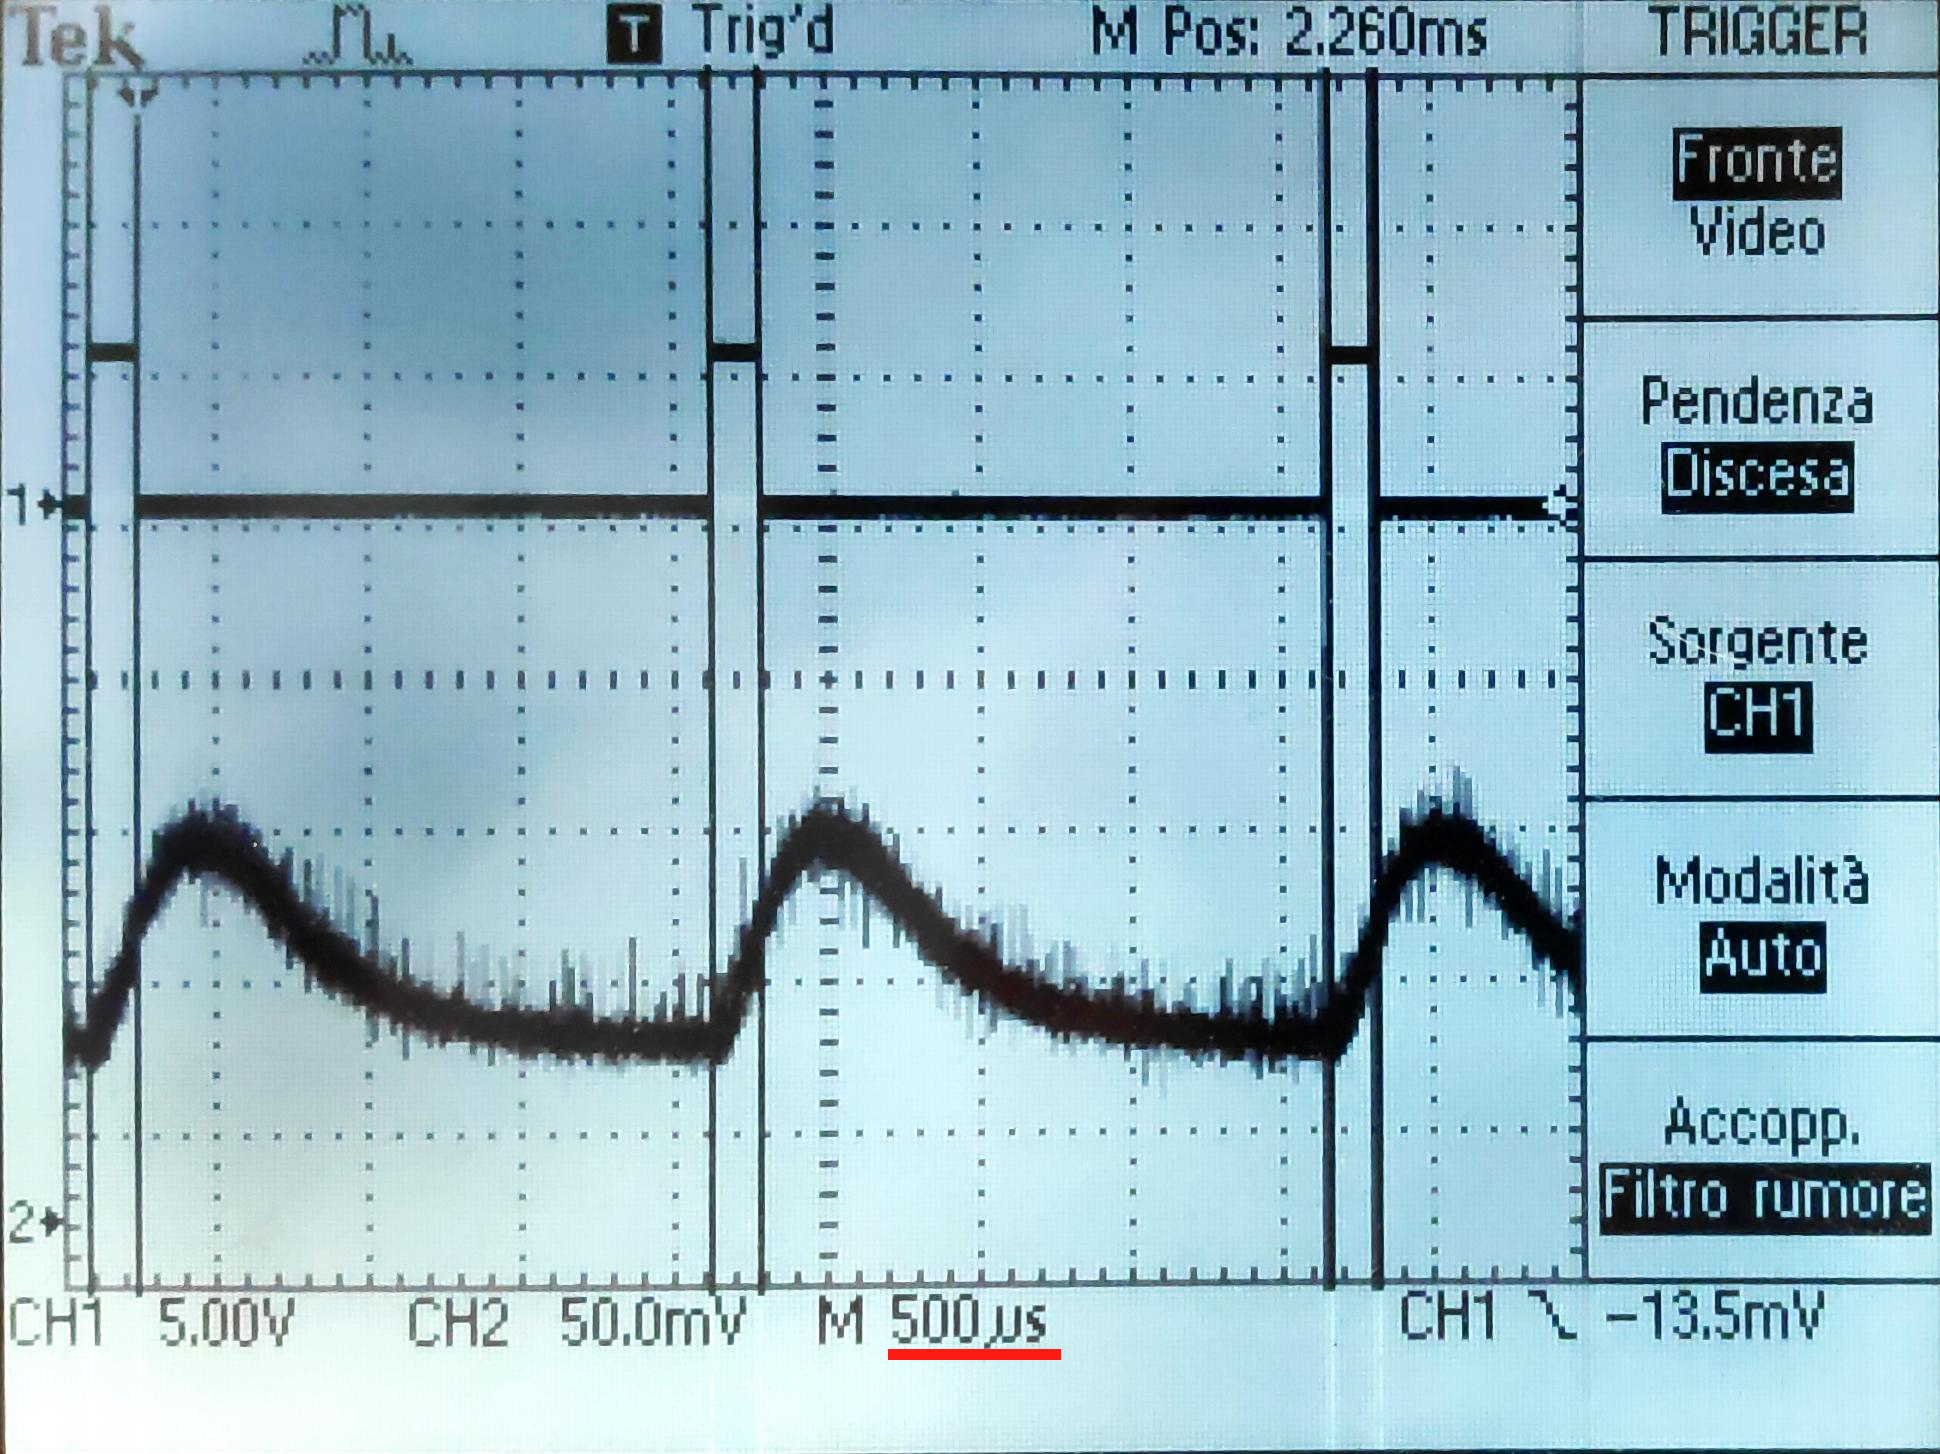 Tek T Trig'd M Pos: 2.260ms TRIGGER
Fronte
Video
Pendenza
Discesa
1
Sorgente
CH1
Modalità
Auto
Accopp.
Filtro rumore
2
CH1 5.00V CH2 50.0mV M 500µs CH1 -13.5mV